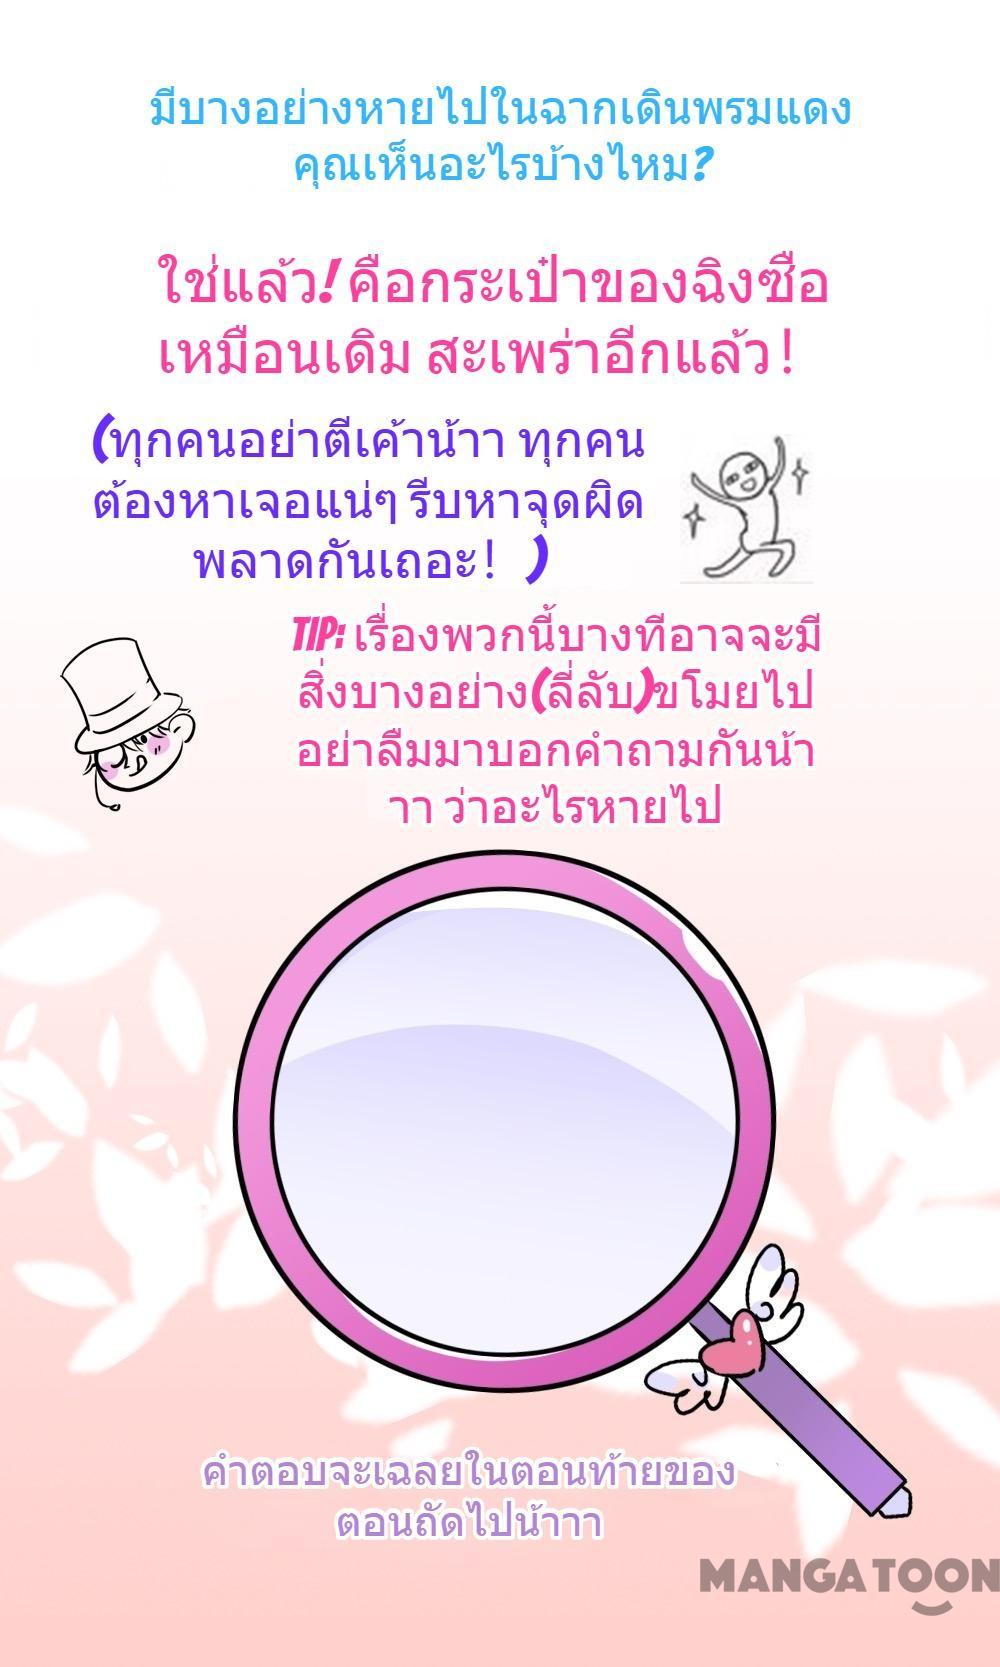 มีบางอย่างหายไปในฉากเดินพรมแดง
คุณเห็นอะไรบ้างไหม?
ใช่แล้ว! คือกระเป๋าของฉิงซือ
เหมือนเดิม สะเพร่าอีกแล้ว!
(ทุกคนอย่าตีเค้าน้าา ทุกคน
ต้องหาเจอแน่ๆ รีบหาจุดผิด
พลาดกันเถอะ! )
TIP: เรื่องพวกนี้บางทีอาจจะมี
สิ่งบางอย่าง(ลี่ลับ)ขโมยไป
อย่าลืมมาบอกคำถามกันน้า
าา ว่าอะไรหายไป
คำตอบจะเฉลยในตอนท้ายของ
ตอนถัดไปน้าาา
MANGATOON